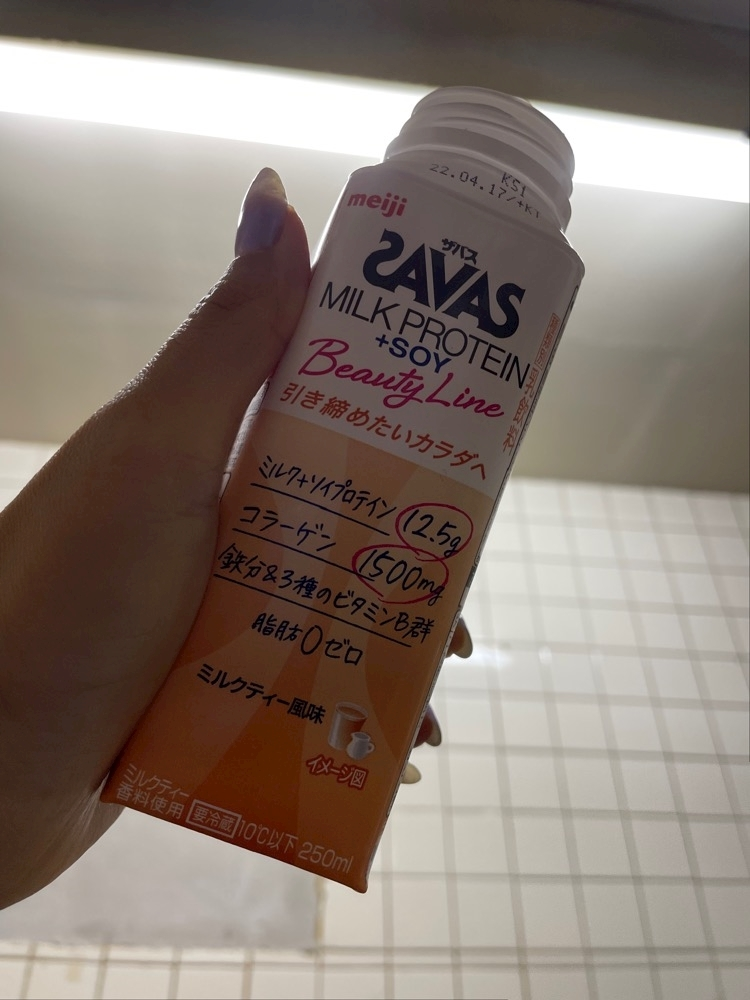 KS1
22.04.17/+KT
meiji
ザバス
SAVAS
MILK PROTEIN
+SOY
Beauty Line
引き締めたいカラダへ
乳飲料
ミルク+ソイプロテイン 12.5g
コラーゲン 1500mg
鉄分&3種のビタミンB群
脂肪0ゼロ
ミルクティー風味
イメージ図
ミルクティー
香料使用 要冷蔵 10℃以下 250ml